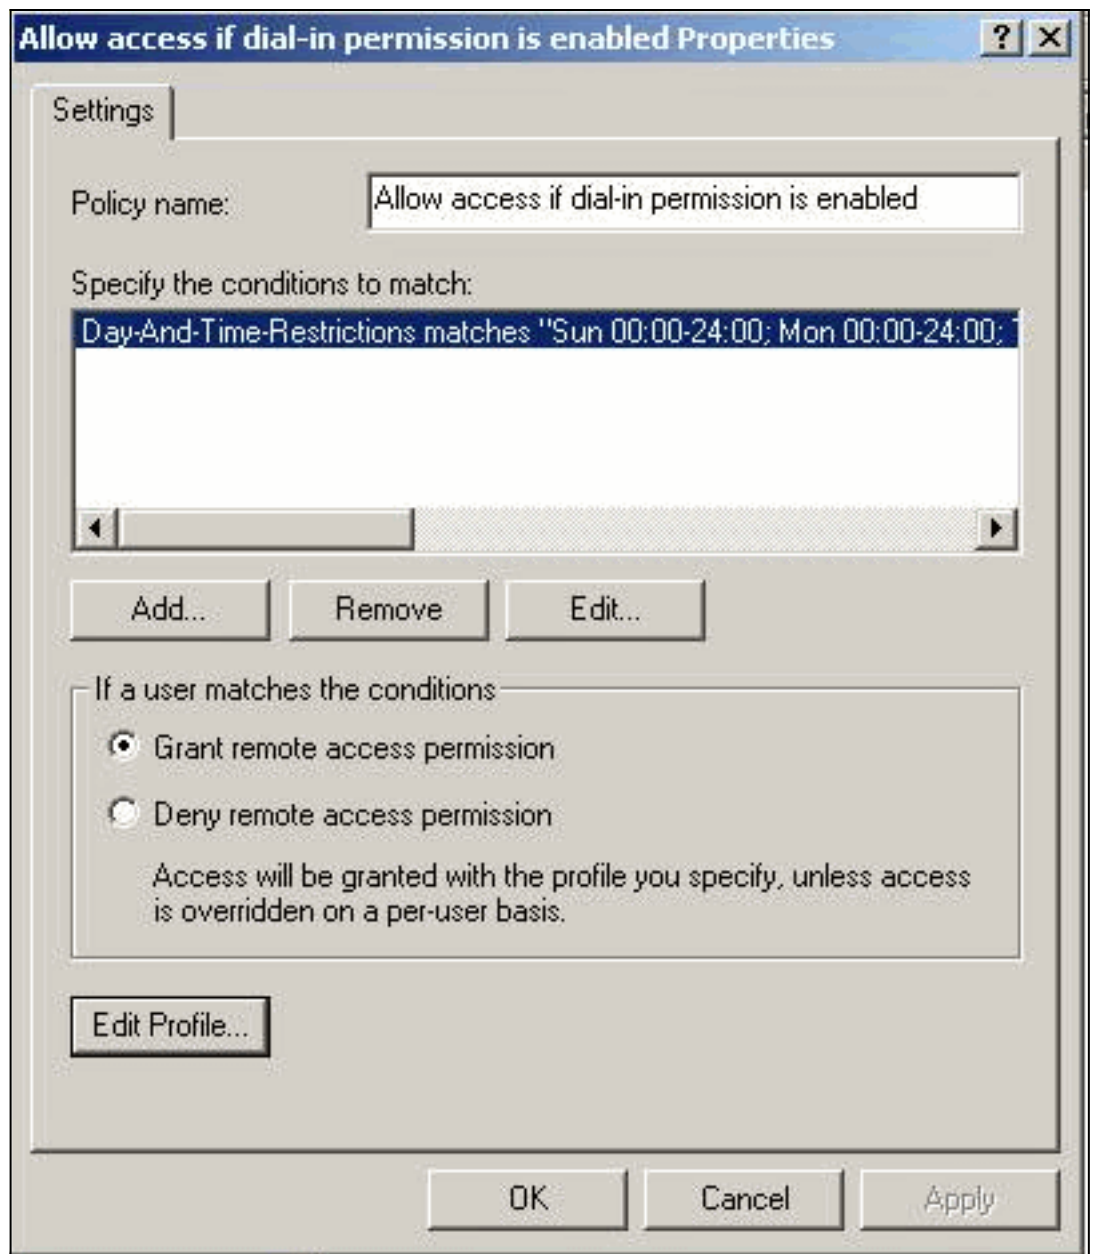 Allow access if dial-in permission is enabled Properties
Settings
Policy name:
Allow access if dial-in permission is enabled
Specify the conditions to match:
Day-And-Time-Restrictions matches "Sun 00:00-24:00; Mon 00:00-24:00;
Add...
Remove
Edit...
If a user matches the conditions
Grant remote access permission
Deny remote access permission
Access will be granted with the profile you specify, unless access
is overridden on a per-user basis.
Edit Profile...
OK
Cancel
Apply